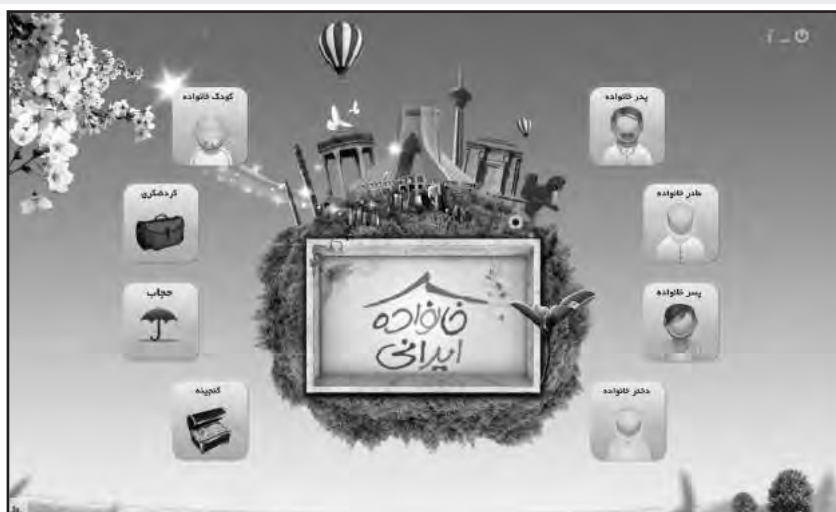 پدر خانواده
مادر خانواده
پسر خانواده
دختر خانواده
کودک خانواده
گردشگری
حجاب
گنجینه
خانواده
ایرانی